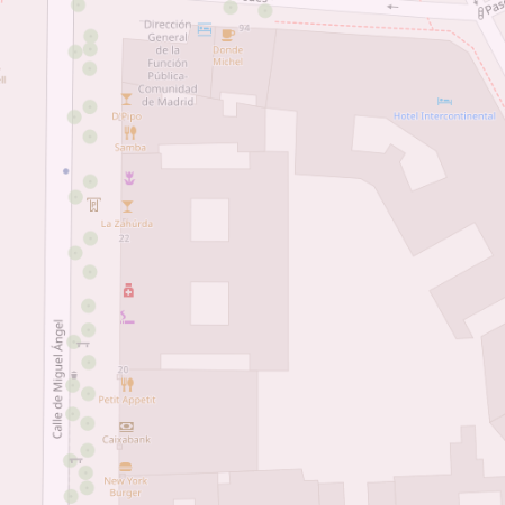 94
Dirección
General
de la
Función
Pública-
Comunidad
de Madrid.
Donde
Michel
Hotel Intercontinental
DJ Pipo
Samba
La Zahurda
22
20
Petit Appetit
Caixabank
New York
Burger
Calle de Miguel Ángel